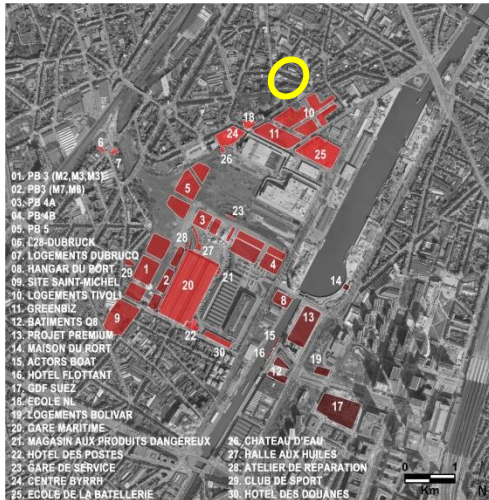 18
10
24
11
26
25
6
7
5
23
3
28
27
4
29
1
2
20
21
14
8
13
9
22
30
15
16
12
19
17
01. PB 3 (M2,M3,M3)
02. PB3 (M7,M8)
03. PB 4A
04. PB 4B
05. PB 5
06. L28-DUBRUCK
07. LOGEMENTS DUBRUCQ
08. HANGAR DU PORT
09. SITE SAINT-MICHEL
10. LOGEMENTS TIVOLI
11. GREENBIZ
12. BATIMENTS Q8
13. PROJET PREMIUM
14. MAISON DU PORT
15. ACTORS BOAT
16. HOTEL FLOTTANT
17. GDF SUEZ
18. ECOLE NL
19. LOGEMENTS BOLIVAR
20. GARE MARITIME
21. MAGASIN AUX PRODUITS DANGEREUX
22. HOTEL DES POSTES
23. GARE DE SERVICE
24. CENTRE BYRRH
25. ECOLE DE LA BATELLERIE
26. CHATEAU D'EAU
27. HALLE AUX HUILES
28. ATELIER DE REPARATION
29. CLUB DE SPORT
30. HOTEL DES DOUANES
0 1
Km
N